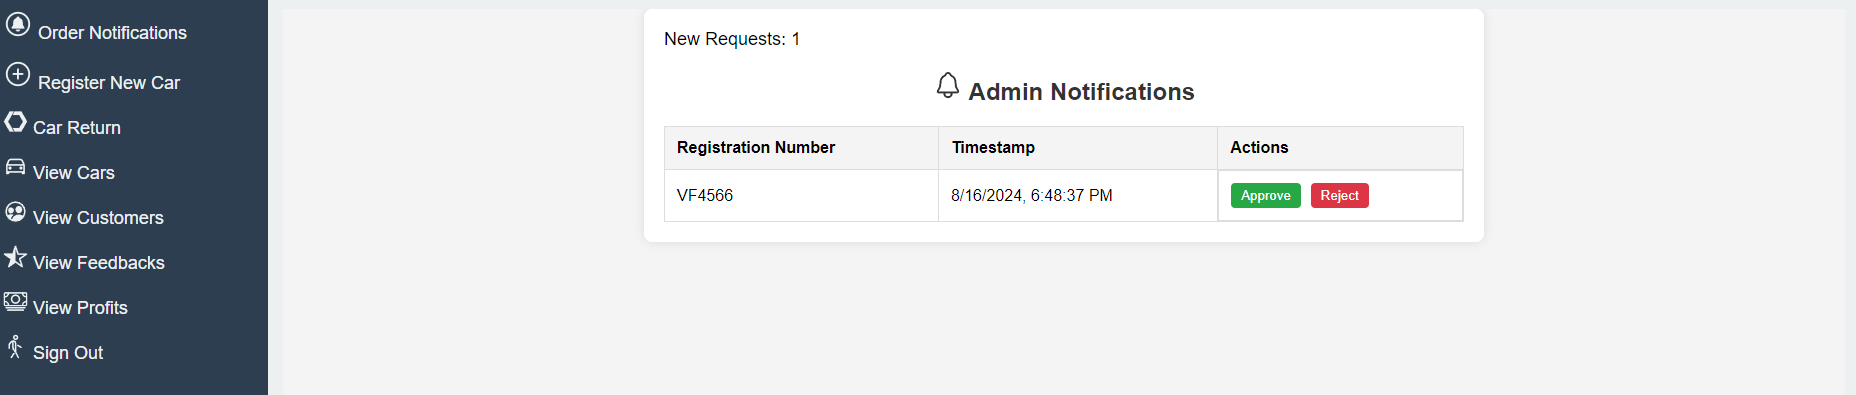 Order Notifications
Register New Car
Car Return
View Cars
View Customers
View Feedbacks
View Profits
Sign Out
New Requests: 1
Admin Notifications
Registration Number Timestamp Actions
VF4566 8/16/2024, 6:48:37 PM Approve Reject